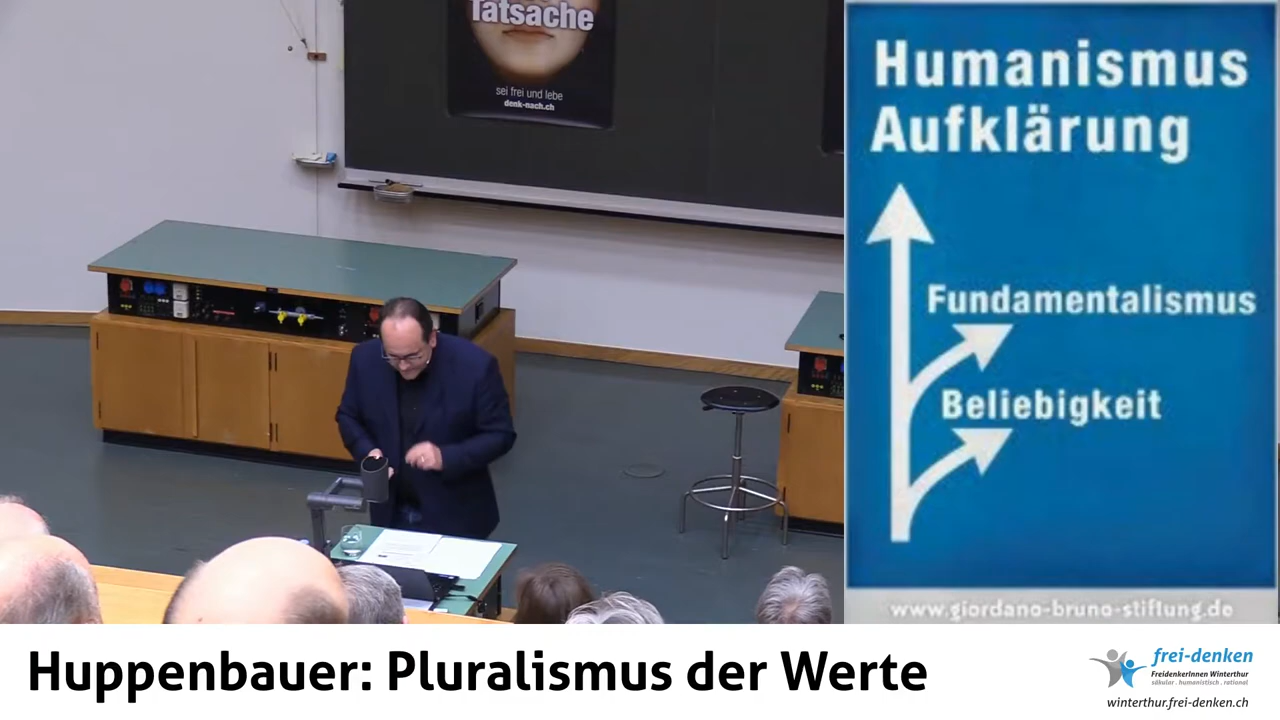 Tatsache
sei frei und lebe
denk-nach.ch
Humanismus
Aufklärung
Fundamentalismus
Beliebigkeit
www.giordano-bruno-stiftung.de
Huppenbauer: Pluralismus der Werte
frei-denken
FreidenkerInnen Winterthur
säkular . humanistisch . rational
winterthur.frei-denken.ch